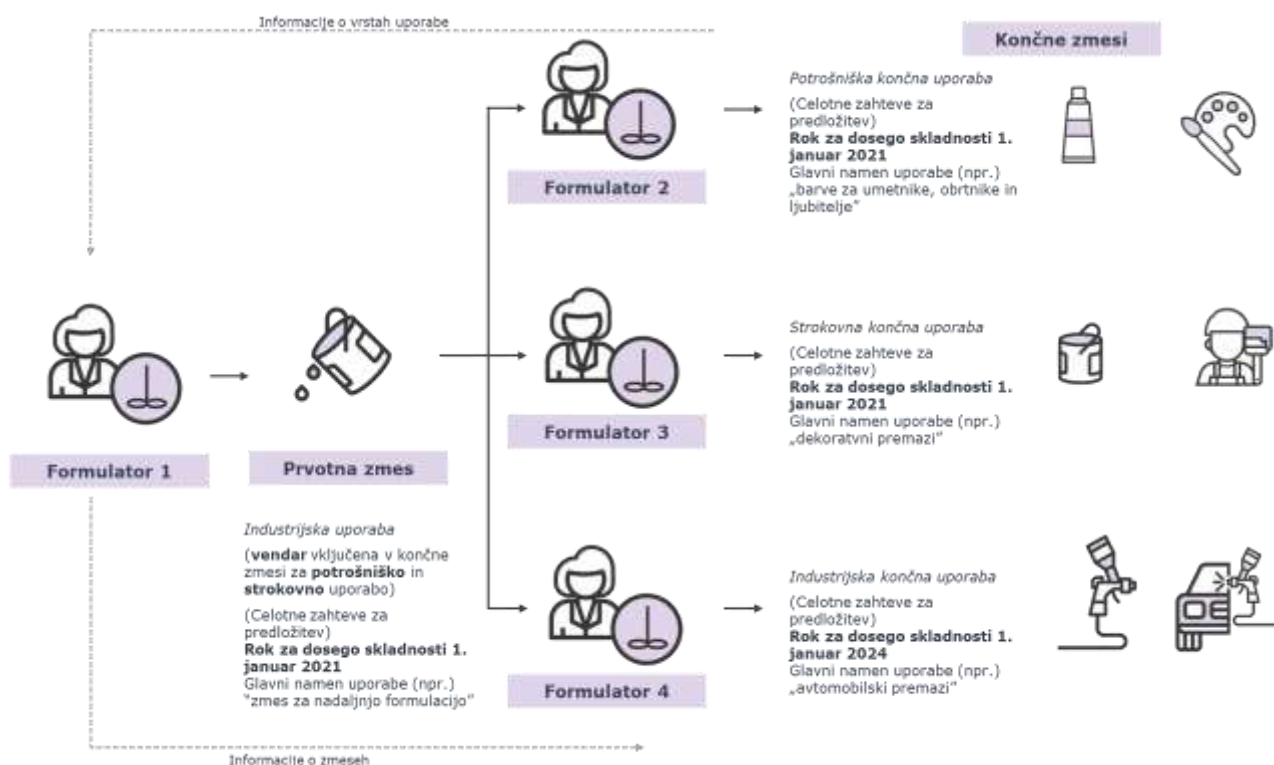 Informacije o vrstah uporabe
Končne zmesi
Potrošniška končna uporaba
(Celotne zahteve za
predložitev)
Rok za dosego skladnosti 1.
januar 2021
Glavni namen uporabe (npr.)
„barve za umetnike, obrtnike in
ljubitelje”
Formulator 2
Strokovna končna uporaba
(Celotne zahteve za
predložitev)
Rok za dosego skladnosti 1.
januar 2021
Glavni namen uporabe (npr.)
„dekoratvni premazi”
Formulator 3
Formulator 1
Prvotna zmes
Industrijska uporaba
(vendar vključena v končne
zmesi za potrošniško in
strokovno uporabo)
(Celotne zahteve za
predložitev)
Rok za dosego skladnosti 1.
januar 2021
Glavni namen uporabe (npr.)
“zmes za nadaljnjo formulacijo”
Industrijska končna uporaba
(Celotne zahteve za
predložitev)
Rok za dosego skladnosti 1.
januar 2024
Glavni namen uporabe (npr.)
„avtomobilski premazi”
Formulator 4
Informacije o zmeseh